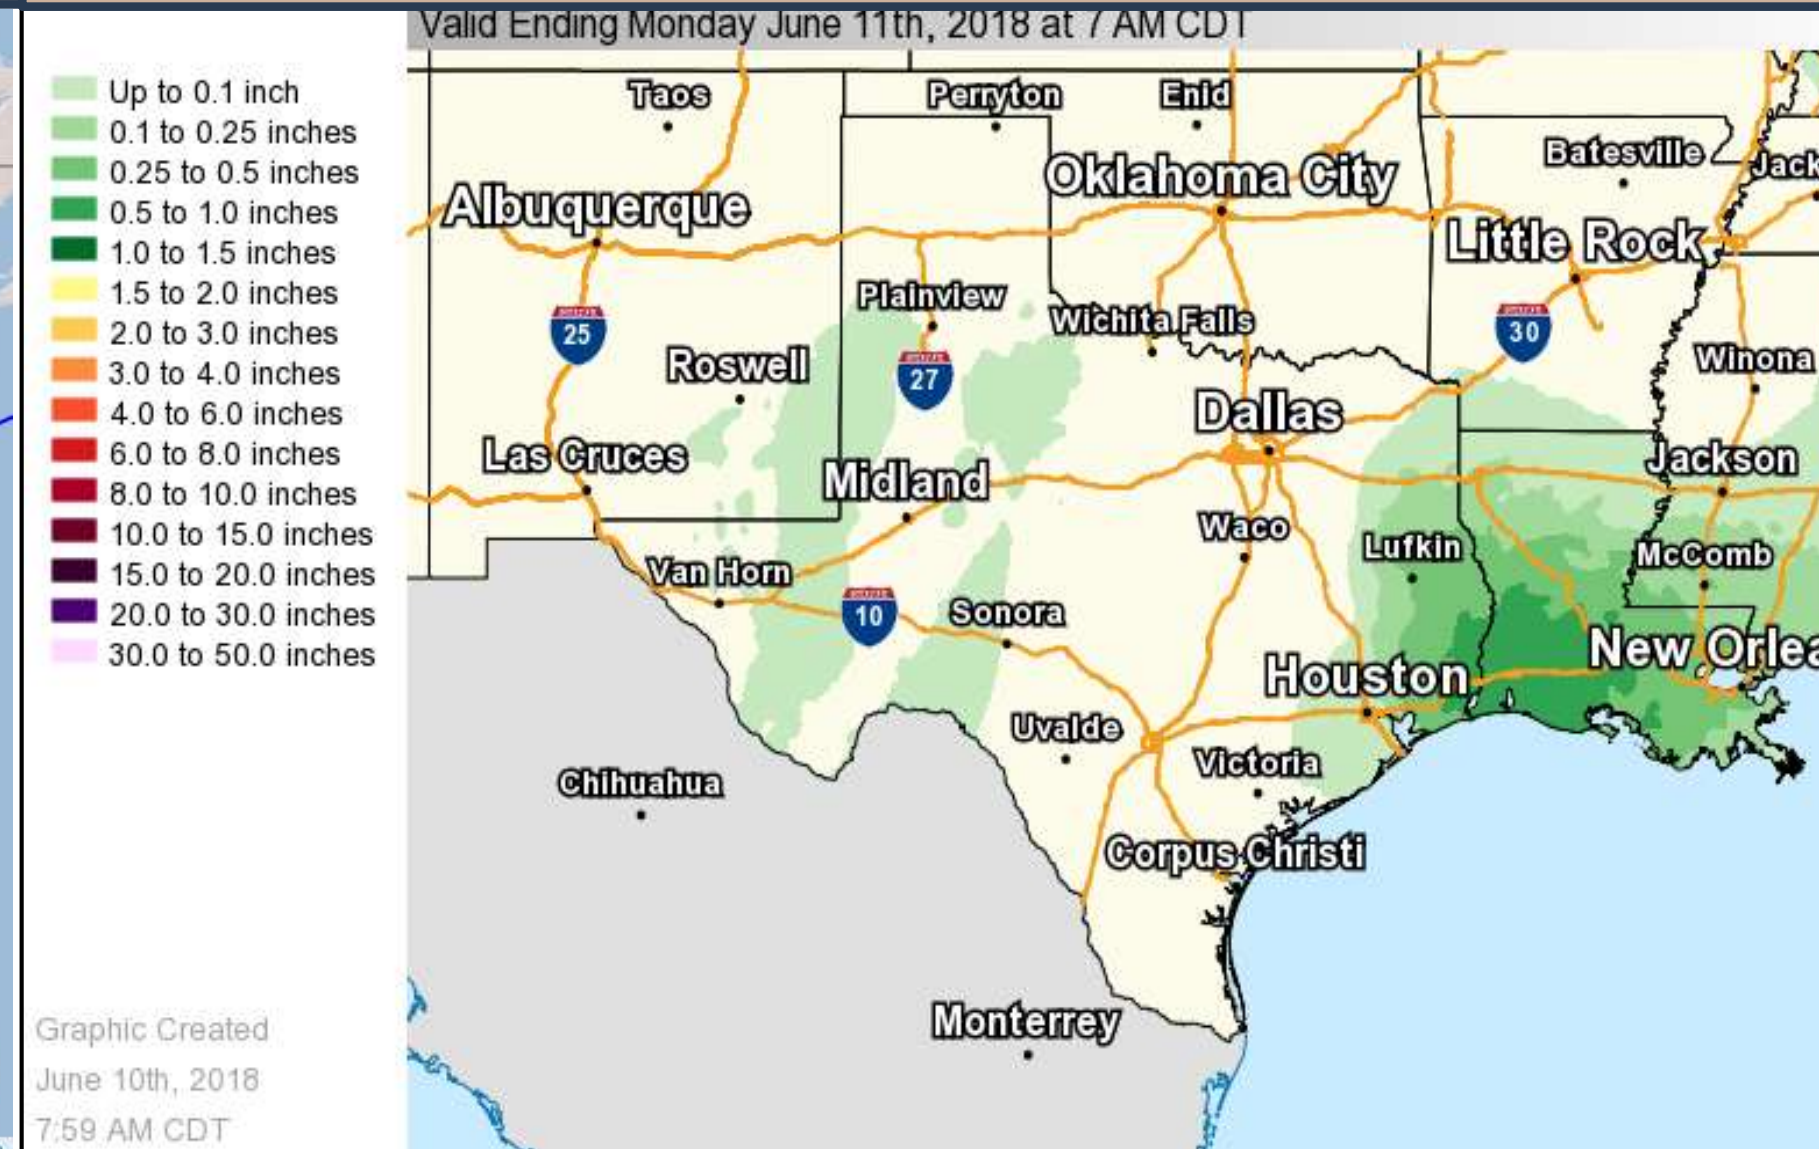 Valid Ending Monday June 11th, 2018 at 7 AM CDT
Up to 0.1 inch
0.1 to 0.25 inches
0.25 to 0.5 inches
0.5 to 1.0 inches
1.0 to 1.5 inches
1.5 to 2.0 inches
2.0 to 3.0 inches
3.0 to 4.0 inches
4.0 to 6.0 inches
6.0 to 8.0 inches
8.0 to 10.0 inches
10.0 to 15.0 inches
15.0 to 20.0 inches
20.0 to 30.0 inches
30.0 to 50.0 inches
Graphic Created
June 10th, 2018
7:59 AM CDT
Taos
Perryton
Enid
Batesville
Jack
Oklahoma City
Albuquerque
Little Rock
Plainview
Wichita Falls
25
30
Roswell
27
Winona
Dallas
Las Cruces
Midland
Jackson
Waco
Lufkin
McComb
Van Horn
10
Sonora
New Orlea
Houston
Uvalde
Victoria
Chihuahua
Corpus Christi
Monterrey